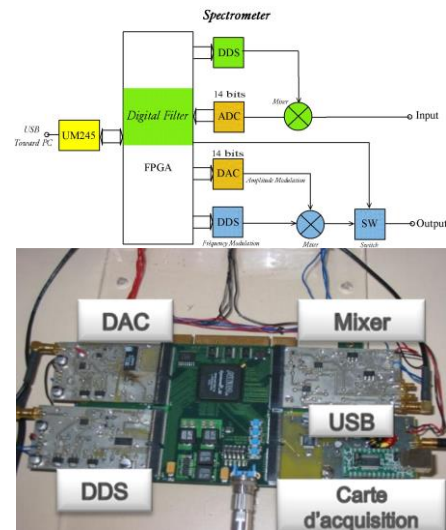 Spectrometer
DDS
14 bits
Mixer
Digital Filter
ADC
Input
USB
Toward PC
UM245
FPGA
14 bits
DAC
Amplitude Modulation
DDS
SW
Output
Frequency Modulation
Mixer
Switch
DAC
Mixer
USB
DDS
Carte
d'acquisition